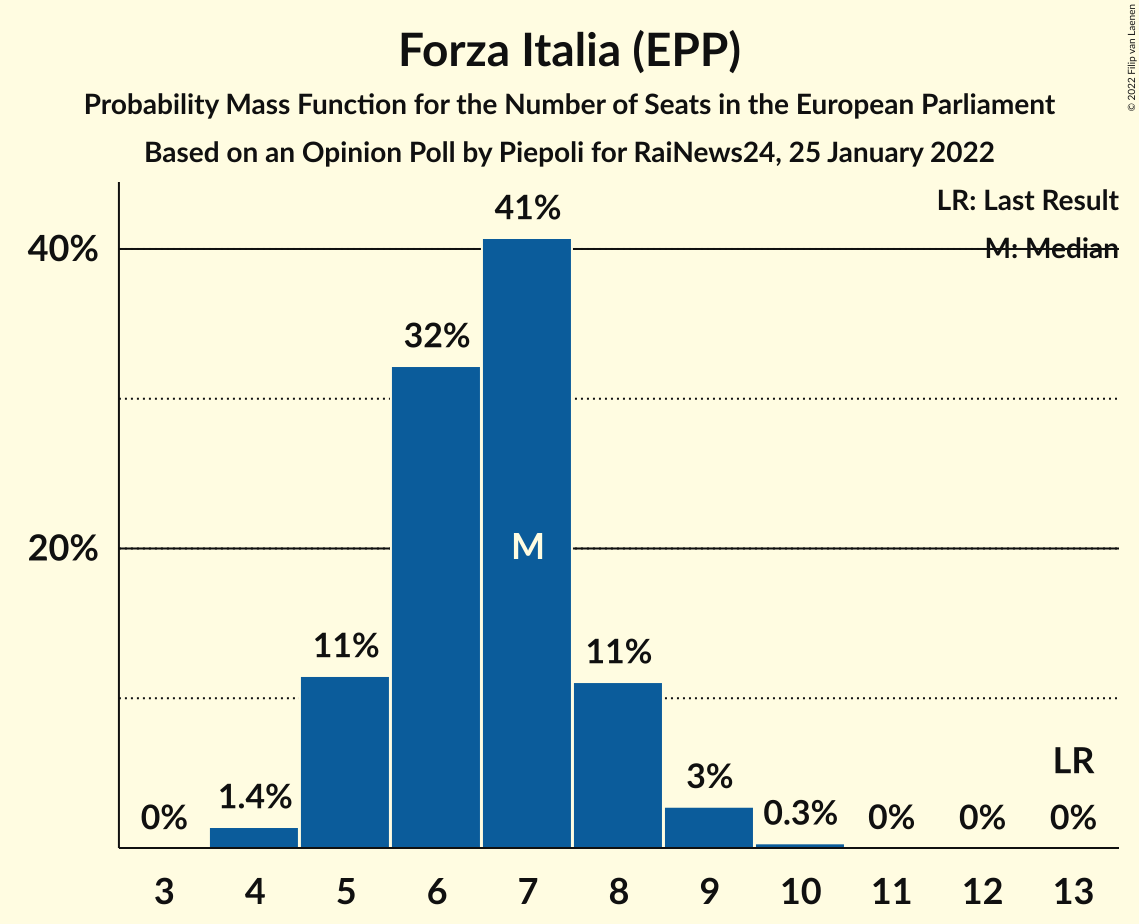 Forza Italia (EPP)
Probability Mass Function for the Number of Seats in the European Parliament
Based on an Opinion Poll by Piepoli for RaiNews24, 25 January 2022
© 2022 Filip van Laenen
LR: Last Result
M: Median
40%
20%
0%
1.4%
11%
32%
41%
M
11%
3%
0.3%
0%
0%
LR
0%
3 4 5 6 7 8 9 10 11 12 13